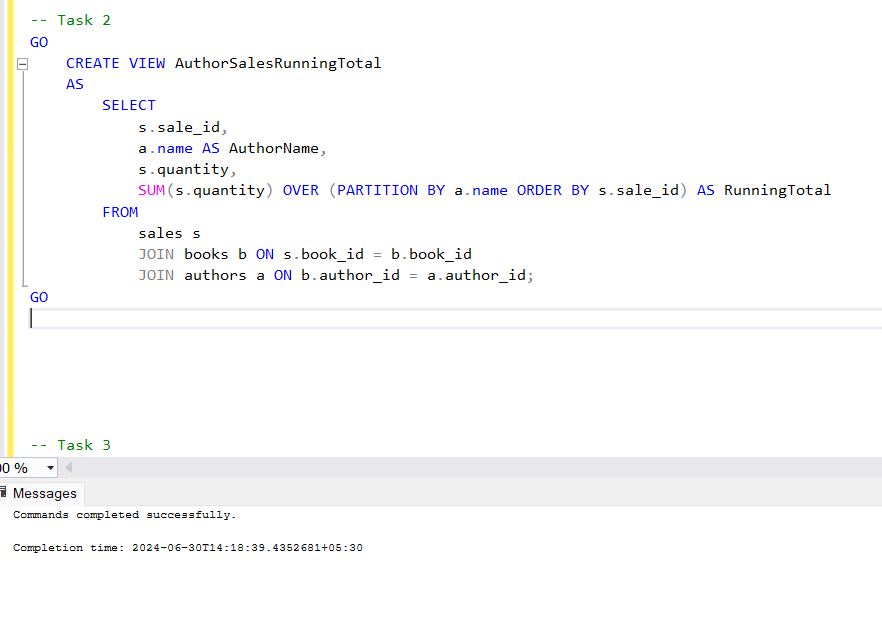 -- Task 2
GO
CREATE VIEW AuthorSalesRunningTotal
AS
SELECT
s.sale_id,
a.name AS AuthorName,
s.quantity,
SUM(s.quantity) OVER (PARTITION BY a.name ORDER BY s.sale_id) AS RunningTotal
FROM
sales s
JOIN books b ON s.book_id = b.book_id
JOIN authors a ON b.author_id = a.author_id;
GO
-- Task 3
00 %
Messages
Commands completed successfully.
Completion time: 2024-06-30T14:18:39.4352681+05:30